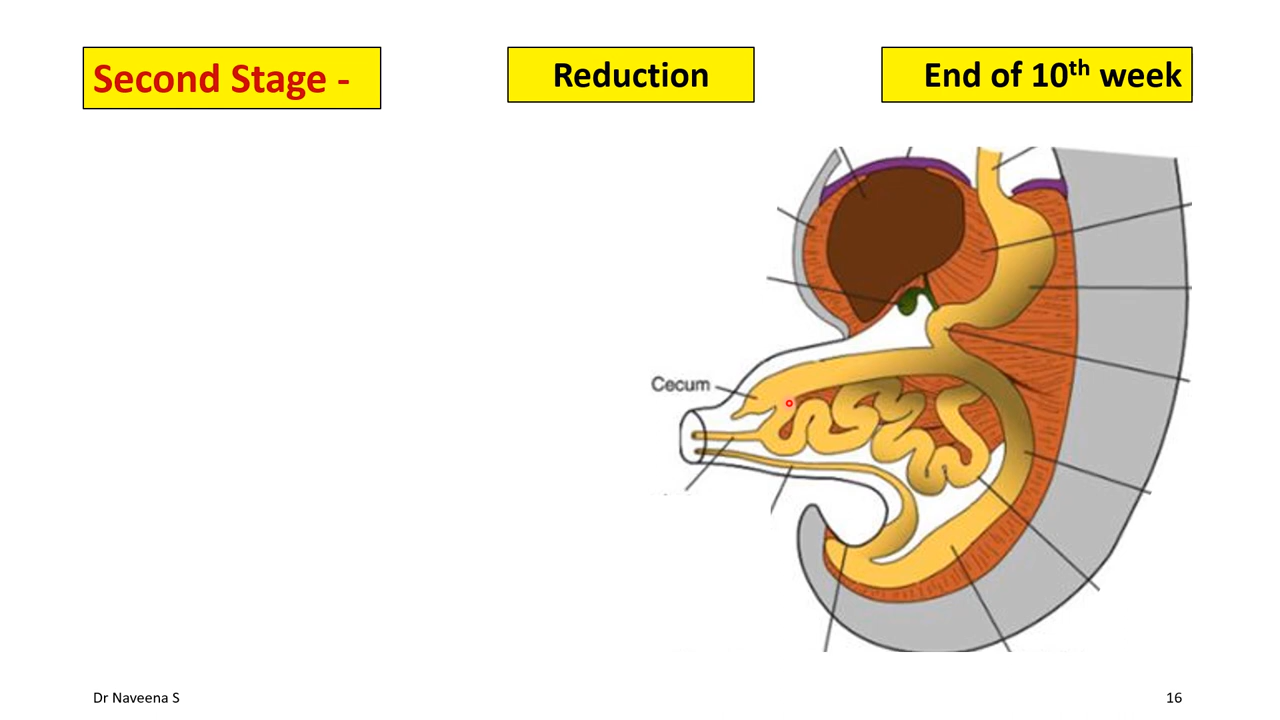 Second Stage -
Reduction
End of 10th week
Cecum
Dr Naveena S
16